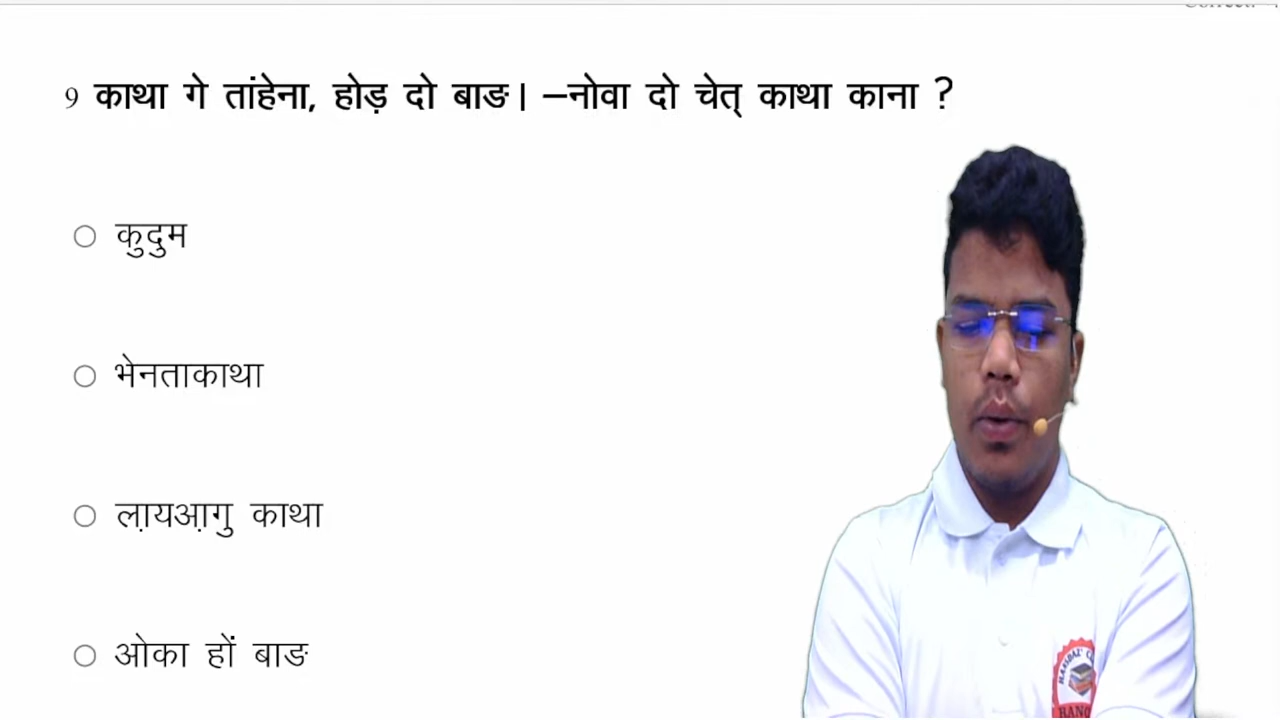 9 काथा गे तांहेना, होड़ दो बाङ। –नोवा दो चेत् काथा काना ?
कुदुम
भेनताकाथा
ला़यआ़गु काथा
ओका हों बाङ